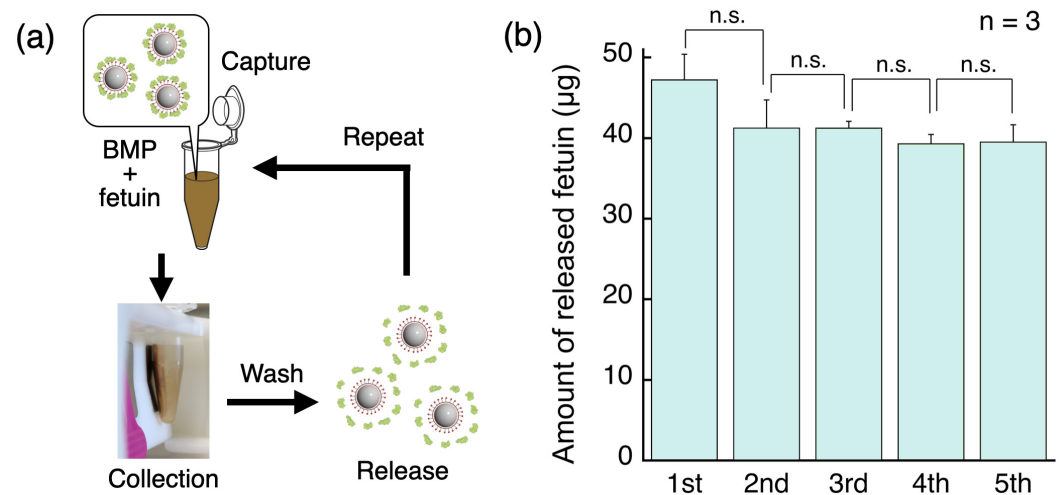 (a)
Capture
BMP
+
fetuin
Repeat
Collection
Wash
Release
(b)
n = 3
n.s.
n.s.
n.s.
n.s.
Amount of released fetuin (μg)
50
40
30
20
10
0
1st
2nd
3rd
4th
5th